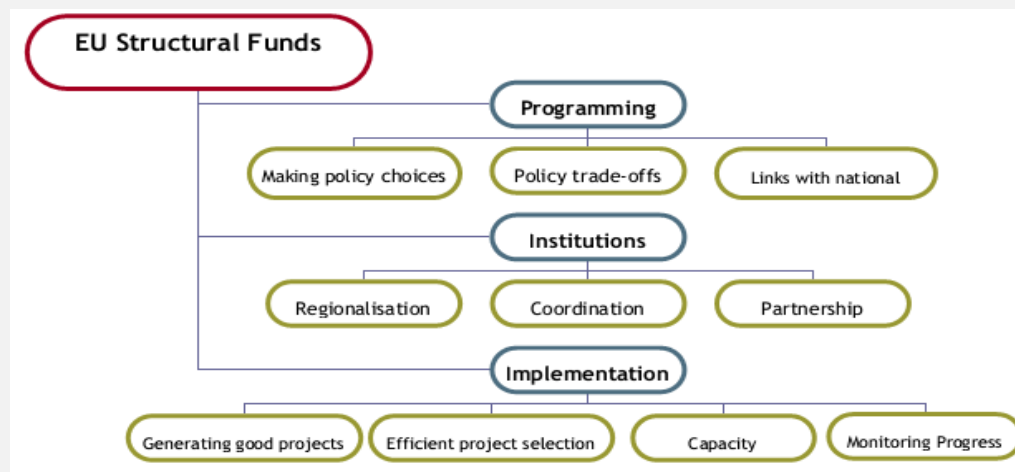 EU Structural Funds
Programming
Making policy choices
Policy trade-offs
Links with national
Institutions
Regionalisation
Coordination
Partnership
Implementation
Generating good projects
Efficient project selection
Capacity
Monitoring Progress